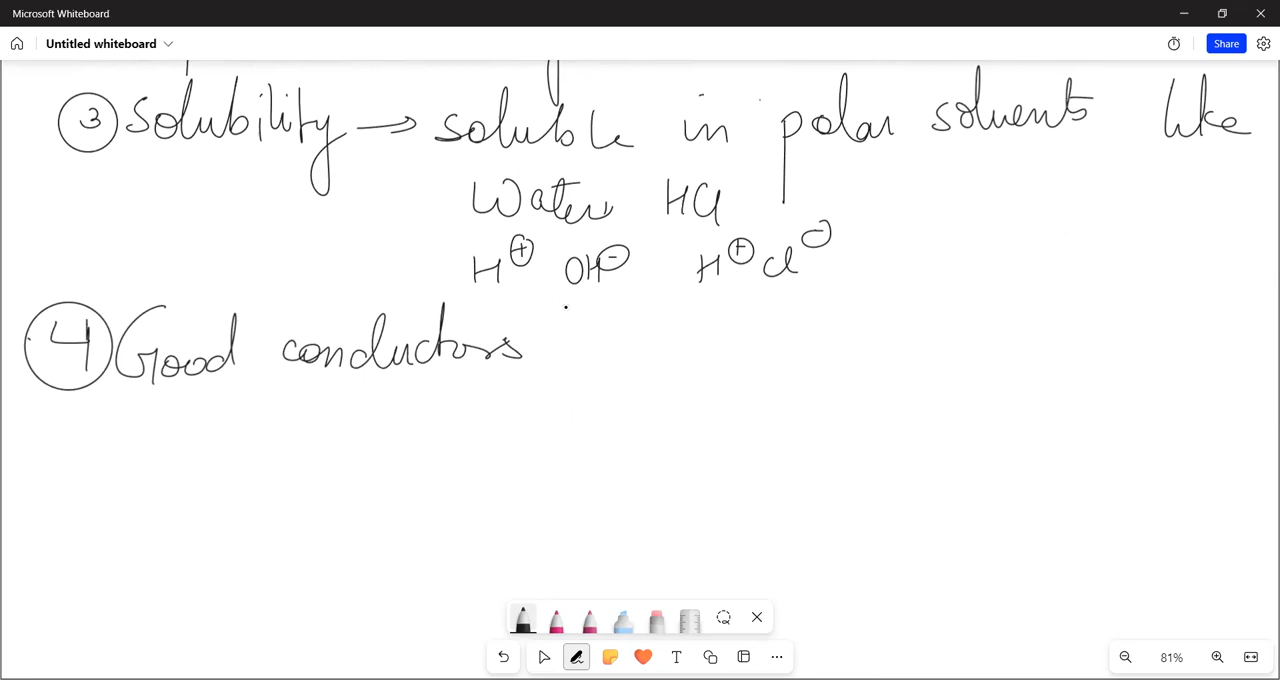 Microsoft Whiteboard
Untitled whiteboard
Share
③ Solubility → soluble in polar solvents like
Water HCl
H⊕ OH⊖ H⊕ Cl⊖
④ Good conductors
81%